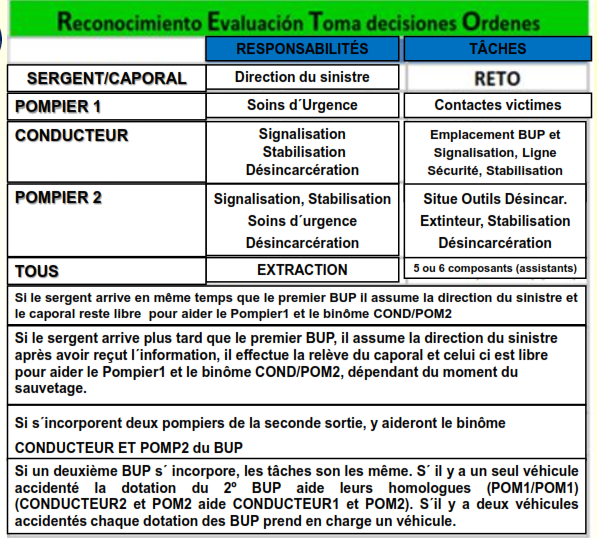 Reconocimiento Evaluación Toma decisiones Ordenes
RESPONSABILITÉS TÂCHES
SERGENT/CAPORAL Direction du sinistre RETO
POMPIER 1 Soins d´Urgence Contactes victimes
CONDUCTEUR Signalisation Emplacement BUP et
Stabilisation Signalisation, Ligne
Désincarcération Sécurité, Stabilisation
POMPIER 2 Signalisation, Stabilisation Situe Outils Désincar.
Soins d´urgence Extinteur, Stabilisation
Désincarcération Désincarcération
TOUS EXTRACTION 5 ou 6 composants (assistants)
Si le sergent arrive en même temps que le premier BUP il assume la direction du sinistre et
le caporal reste libre pour aider le Pompier1 et le binôme COND/POM2
Si le sergent arrive plus tard que le premier BUP, il assume la direction du sinistre
après avoir reçut l´information, il effectue la relève du caporal et celui ci est libre
pour aider le Pompier1 et le binôme COND/POM2, dépendant du moment du
sauvetage.
Si s´incorporent deux pompiers de la seconde sortie, y aideront le binôme
CONDUCTEUR ET POMP2 du BUP
Si un deuxième BUP s´ incorpore, les tâches son les même. S´ il y a un seul véhicule
accidenté la dotation du 2º BUP aide leurs homologues (POM1/POM1)
(CONDUCTEUR2 et POM2 aide CONDUCTEUR1 et POM2). S´il y a deux véhicules
accidentés chaque dotation des BUP prend en charge un véhicule.